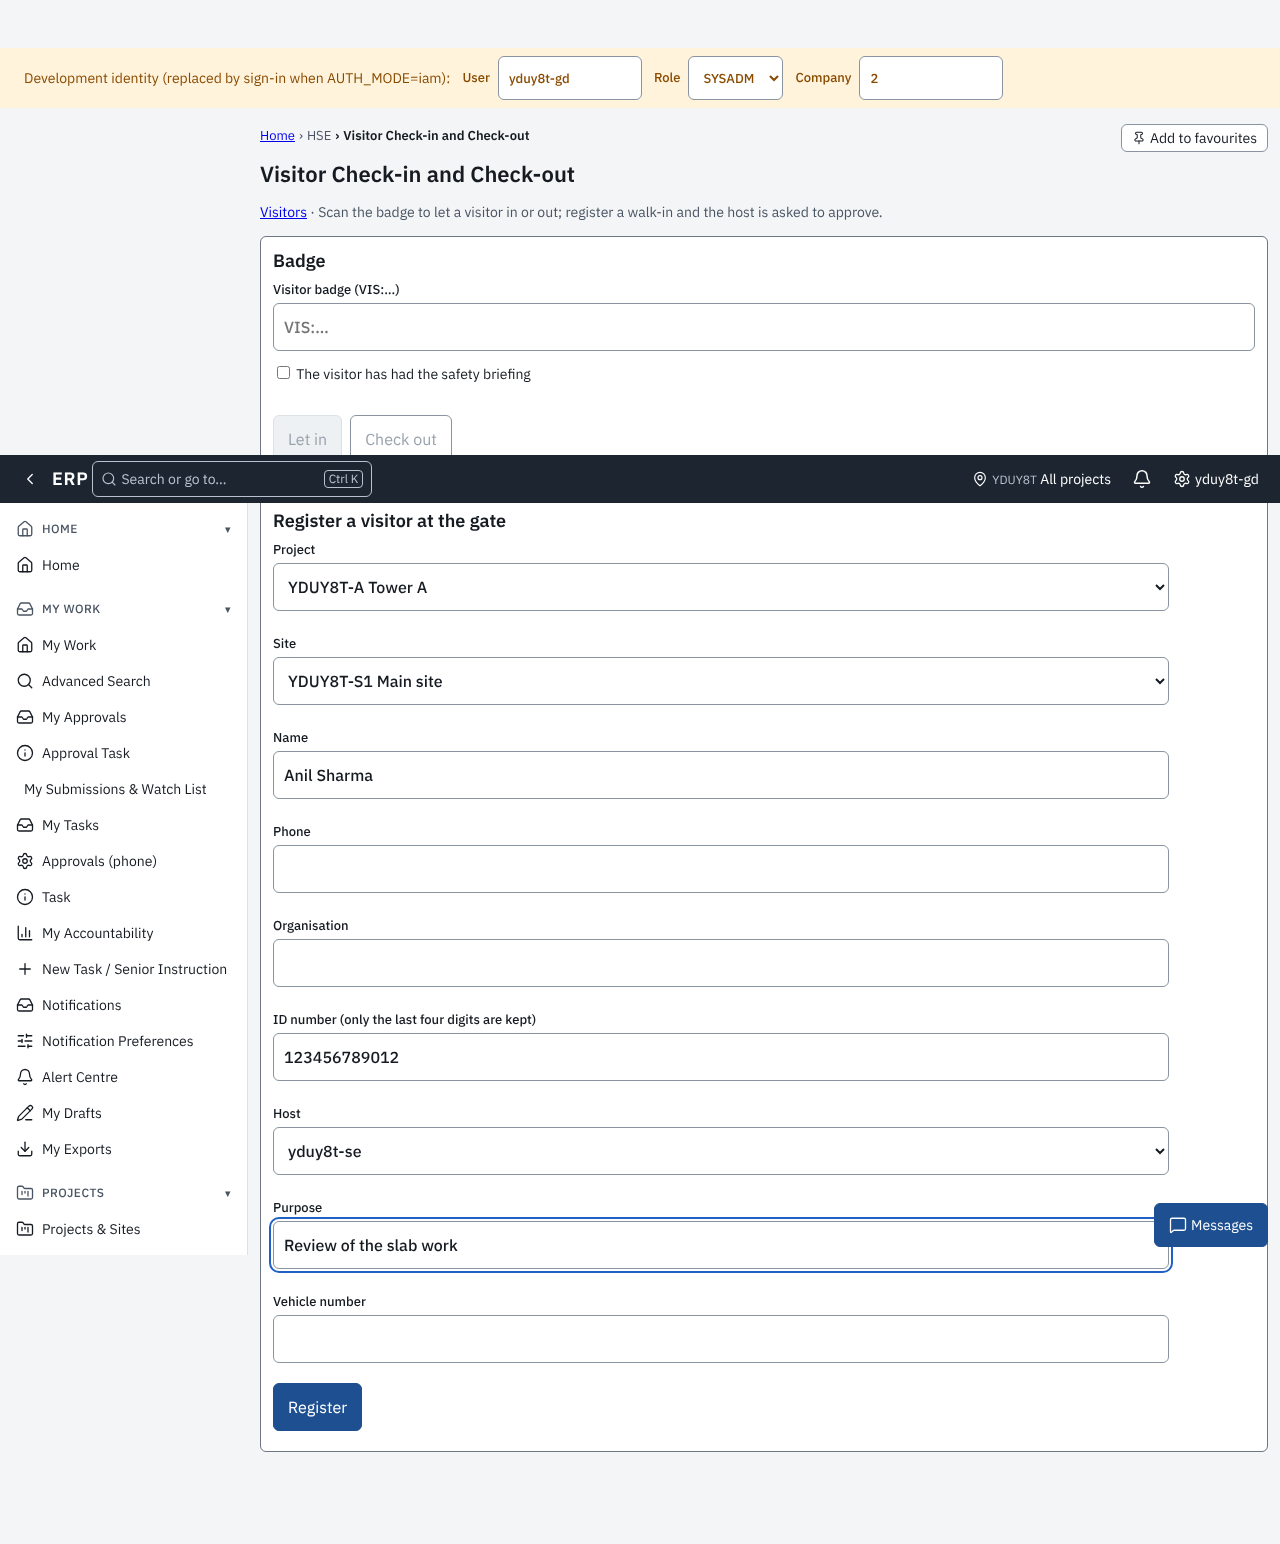 Development identity (replaced by sign-in when AUTH_MODE=iam): User yduy8t-gd Role SYSADM Company 2
Home › HSE › Visitor Check-in and Check-out
Add to favourites
Visitor Check-in and Check-out
Visitors · Scan the badge to let a visitor in or out; register a walk-in and the host is asked to approve.
Badge
Visitor badge (VIS:...)
VIS:...
The visitor has had the safety briefing
Let in
Check out
ERP
Search or go to...
Ctrl K
YDUY8T All projects
yduy8t-gd
HOME
Home
MY WORK
My Work
Advanced Search
My Approvals
Approval Task
My Submissions & Watch List
My Tasks
Approvals (phone)
Task
My Accountability
New Task / Senior Instruction
Notifications
Notification Preferences
Alert Centre
My Drafts
My Exports
PROJECTS
Projects & Sites
Register a visitor at the gate
Project
YDUY8T-A Tower A
Site
YDUY8T-S1 Main site
Name
Anil Sharma
Phone
Organisation
ID number (only the last four digits are kept)
123456789012
Host
yduy8t-se
Purpose
Review of the slab work
Messages
Vehicle number
Register